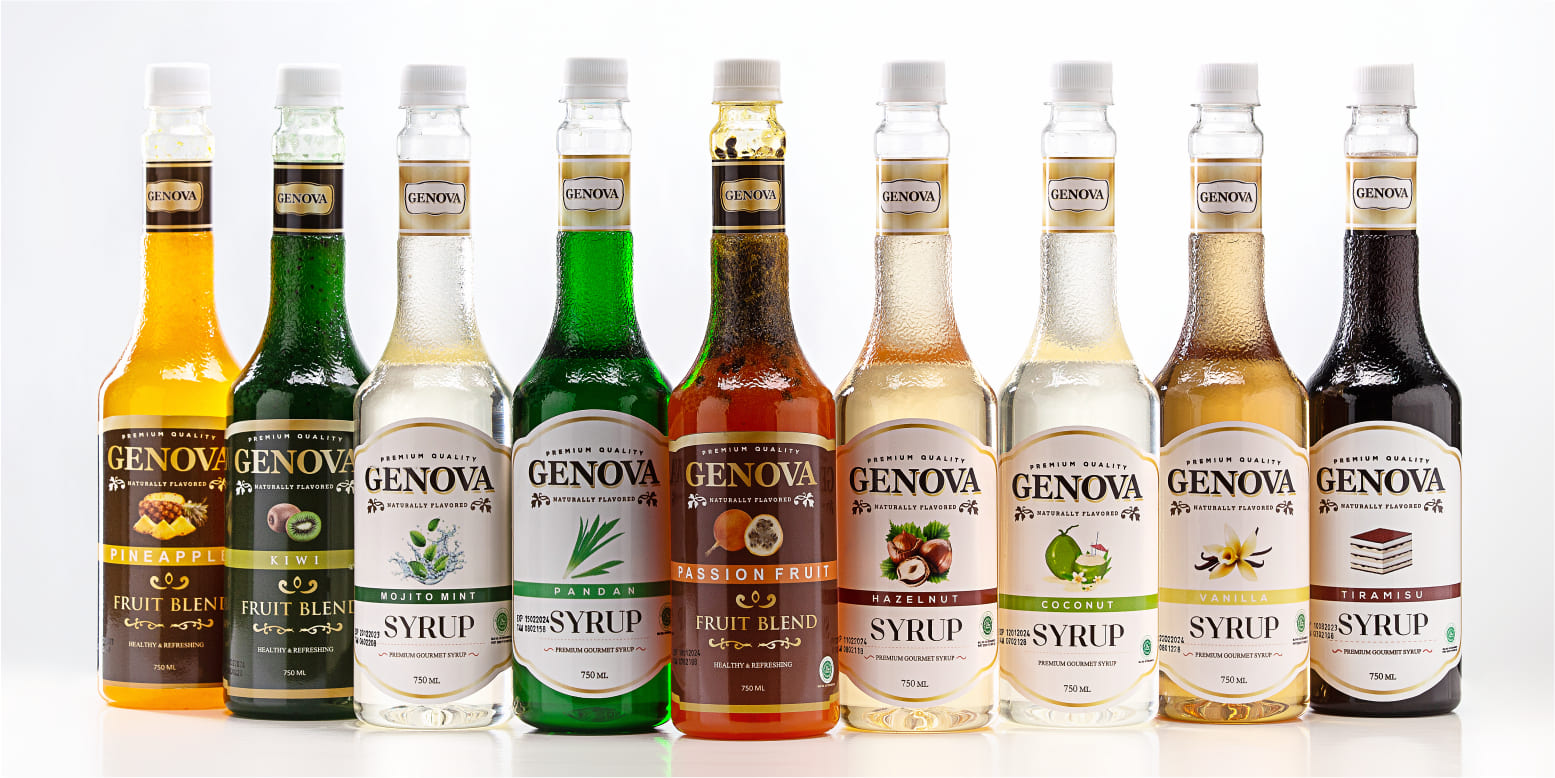 GENOVA
PREMIUM QUALITY
GENOVA
NATURALLY FLAVORED
PINEAPPLE
FRUIT BLEND
HEALTHY & REFRESHING
750 ML
GENOVA
PREMIUM QUALITY
GENOVA
NATURALLY FLAVORED
KIWI
FRUIT BLEND
HEALTHY & REFRESHING
750 ML
GENOVA
PREMIUM QUALITY
GENOVA
NATURALLY FLAVORED
MOJITO MINT
SYRUP
PREMIUM GOURMET SYRUP
750 ML
GENOVA
PREMIUM QUALITY
GENOVA
NATURALLY FLAVORED
PANDAN
EXP 15022024
SYRUP
PREMIUM GOURMET SYRUP
750 ML
GENOVA
PREMIUM QUALITY
GENOVA
NATURALLY FLAVORED
PASSION FRUIT
FRUIT BLEND
HEALTHY & REFRESHING
750 ML
GENOVA
PREMIUM QUALITY
GENOVA
NATURALLY FLAVORED
HAZELNUT
SYRUP
PREMIUM GOURMET SYRUP
750 ML
GENOVA
PREMIUM QUALITY
GENOVA
NATURALLY FLAVORED
COCONUT
SYRUP
PREMIUM GOURMET SYRUP
750 ML
GENOVA
PREMIUM QUALITY
GENOVA
NATURALLY FLAVORED
VANILLA
SYRUP
PREMIUM GOURMET SYRUP
750 ML
GENOVA
PREMIUM QUALITY
GENOVA
NATURALLY FLAVORED
TIRAMISU
SYRUP
PREMIUM GOURMET SYRUP
750 ML